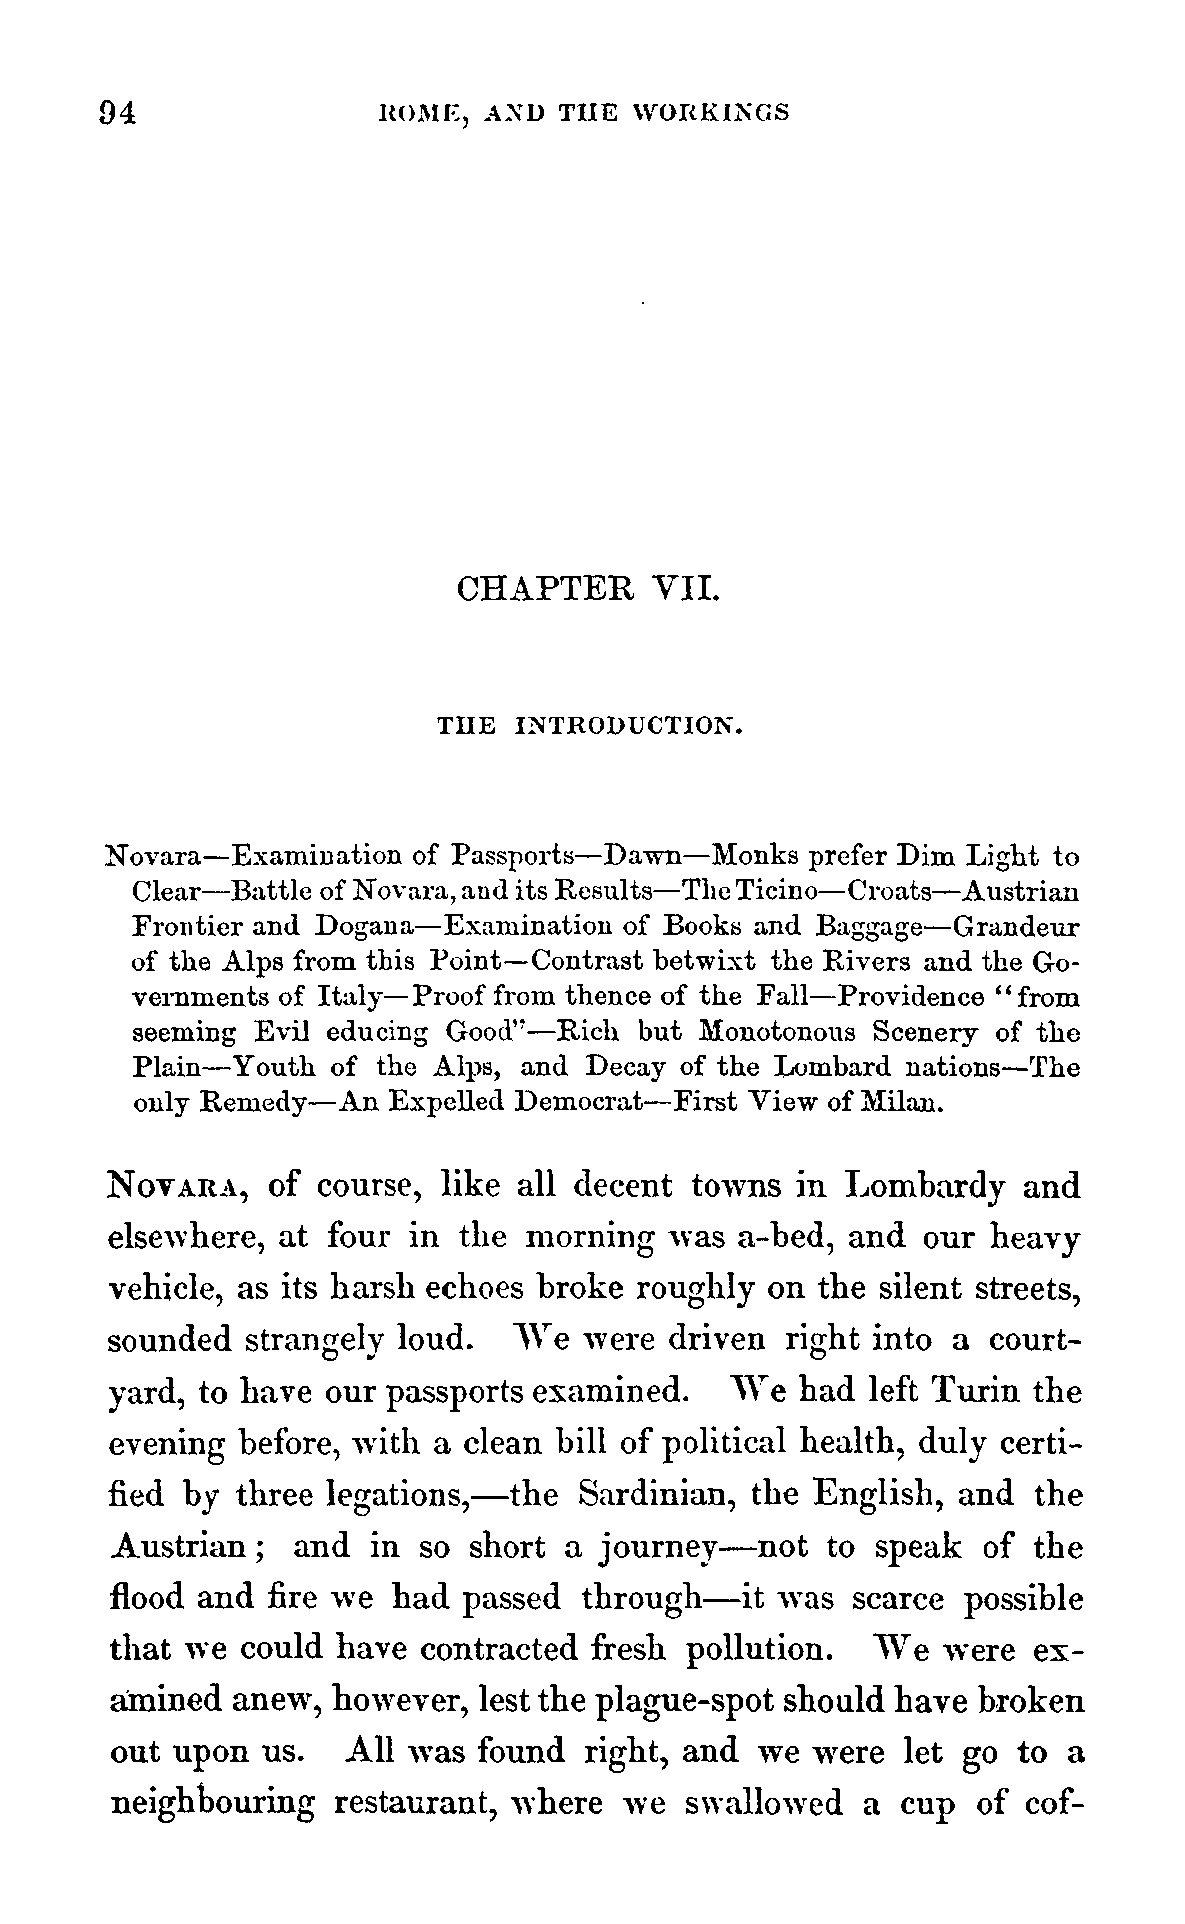 94 ROME, AND THE WORKINGS
CHAPTER VII.
THE INTRODUCTION.
Novara—Examination of Passports—Dawn—Monks prefer Dim Light to
Clear—Battle of Novara, and its Results—The Ticino—Croats—Austrian
Frontier and Dogana—Examination of Books and Baggage—Grandeur
of the Alps from this Point—Contrast betwixt the Rivers and the Go-
vernments of Italy—Proof from thence of the Fall—Providence “from
seeming Evil educing Good”—Rich but Monotonous Scenery of the
Plain—Youth of the Alps, and Decay of the Lombard nations—The
only Remedy—An Expelled Democrat—First View of Milan.
NOVARA, of course, like all decent towns in Lombardy and
elsewhere, at four in the morning was a-bed, and our heavy
vehicle, as its harsh echoes broke roughly on the silent streets,
sounded strangely loud. We were driven right into a court-
yard, to have our passports examined. We had left Turin the
evening before, with a clean bill of political health, duly certi-
fied by three legations,—the Sardinian, the English, and the
Austrian; and in so short a journey—not to speak of the
flood and fire we had passed through—it was scarce possible
that we could have contracted fresh pollution. We were ex-
amined anew, however, lest the plague-spot should have broken
out upon us. All was found right, and we were let go to a
neighbouring restaurant, where we swallowed a cup of cof-